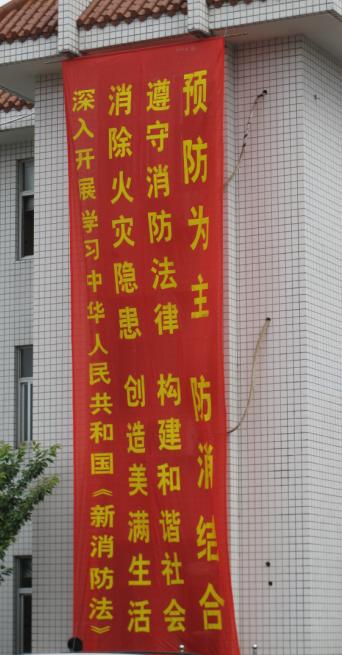 预防为主 防消结合
遵守消防法律 构建和谐社会
消除火灾隐患 创造美满生活
深入开展学习中华人民共和国《新消防法》